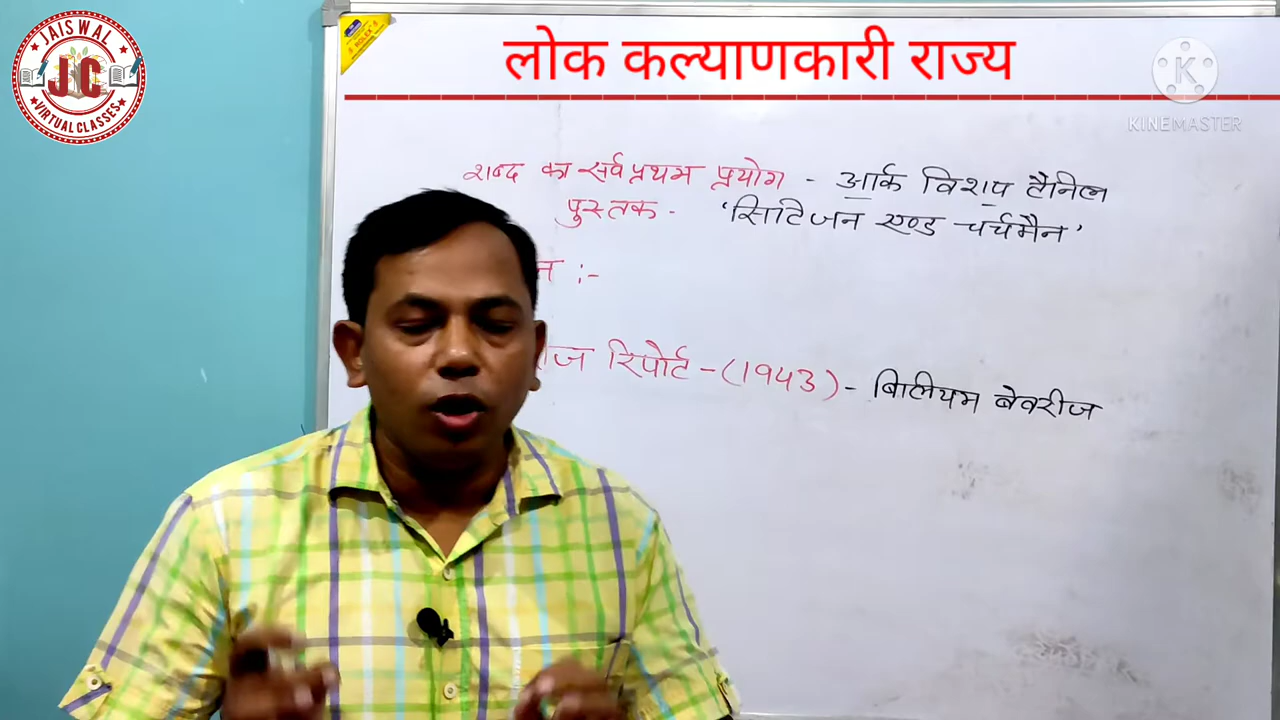 JAISWAL
JC
VIRTUAL CLASSES
ROLEX
लोक कल्याणकारी राज्य
K
KINEMASTER
शब्द का सर्वप्रथम प्रयोग - आर्क विशप टैनिल
पुस्तक - 'सिटिजन एण्ड चर्चमैन'
त :-
ज रिपोर्ट - (1943) - विलियम बेवरीज